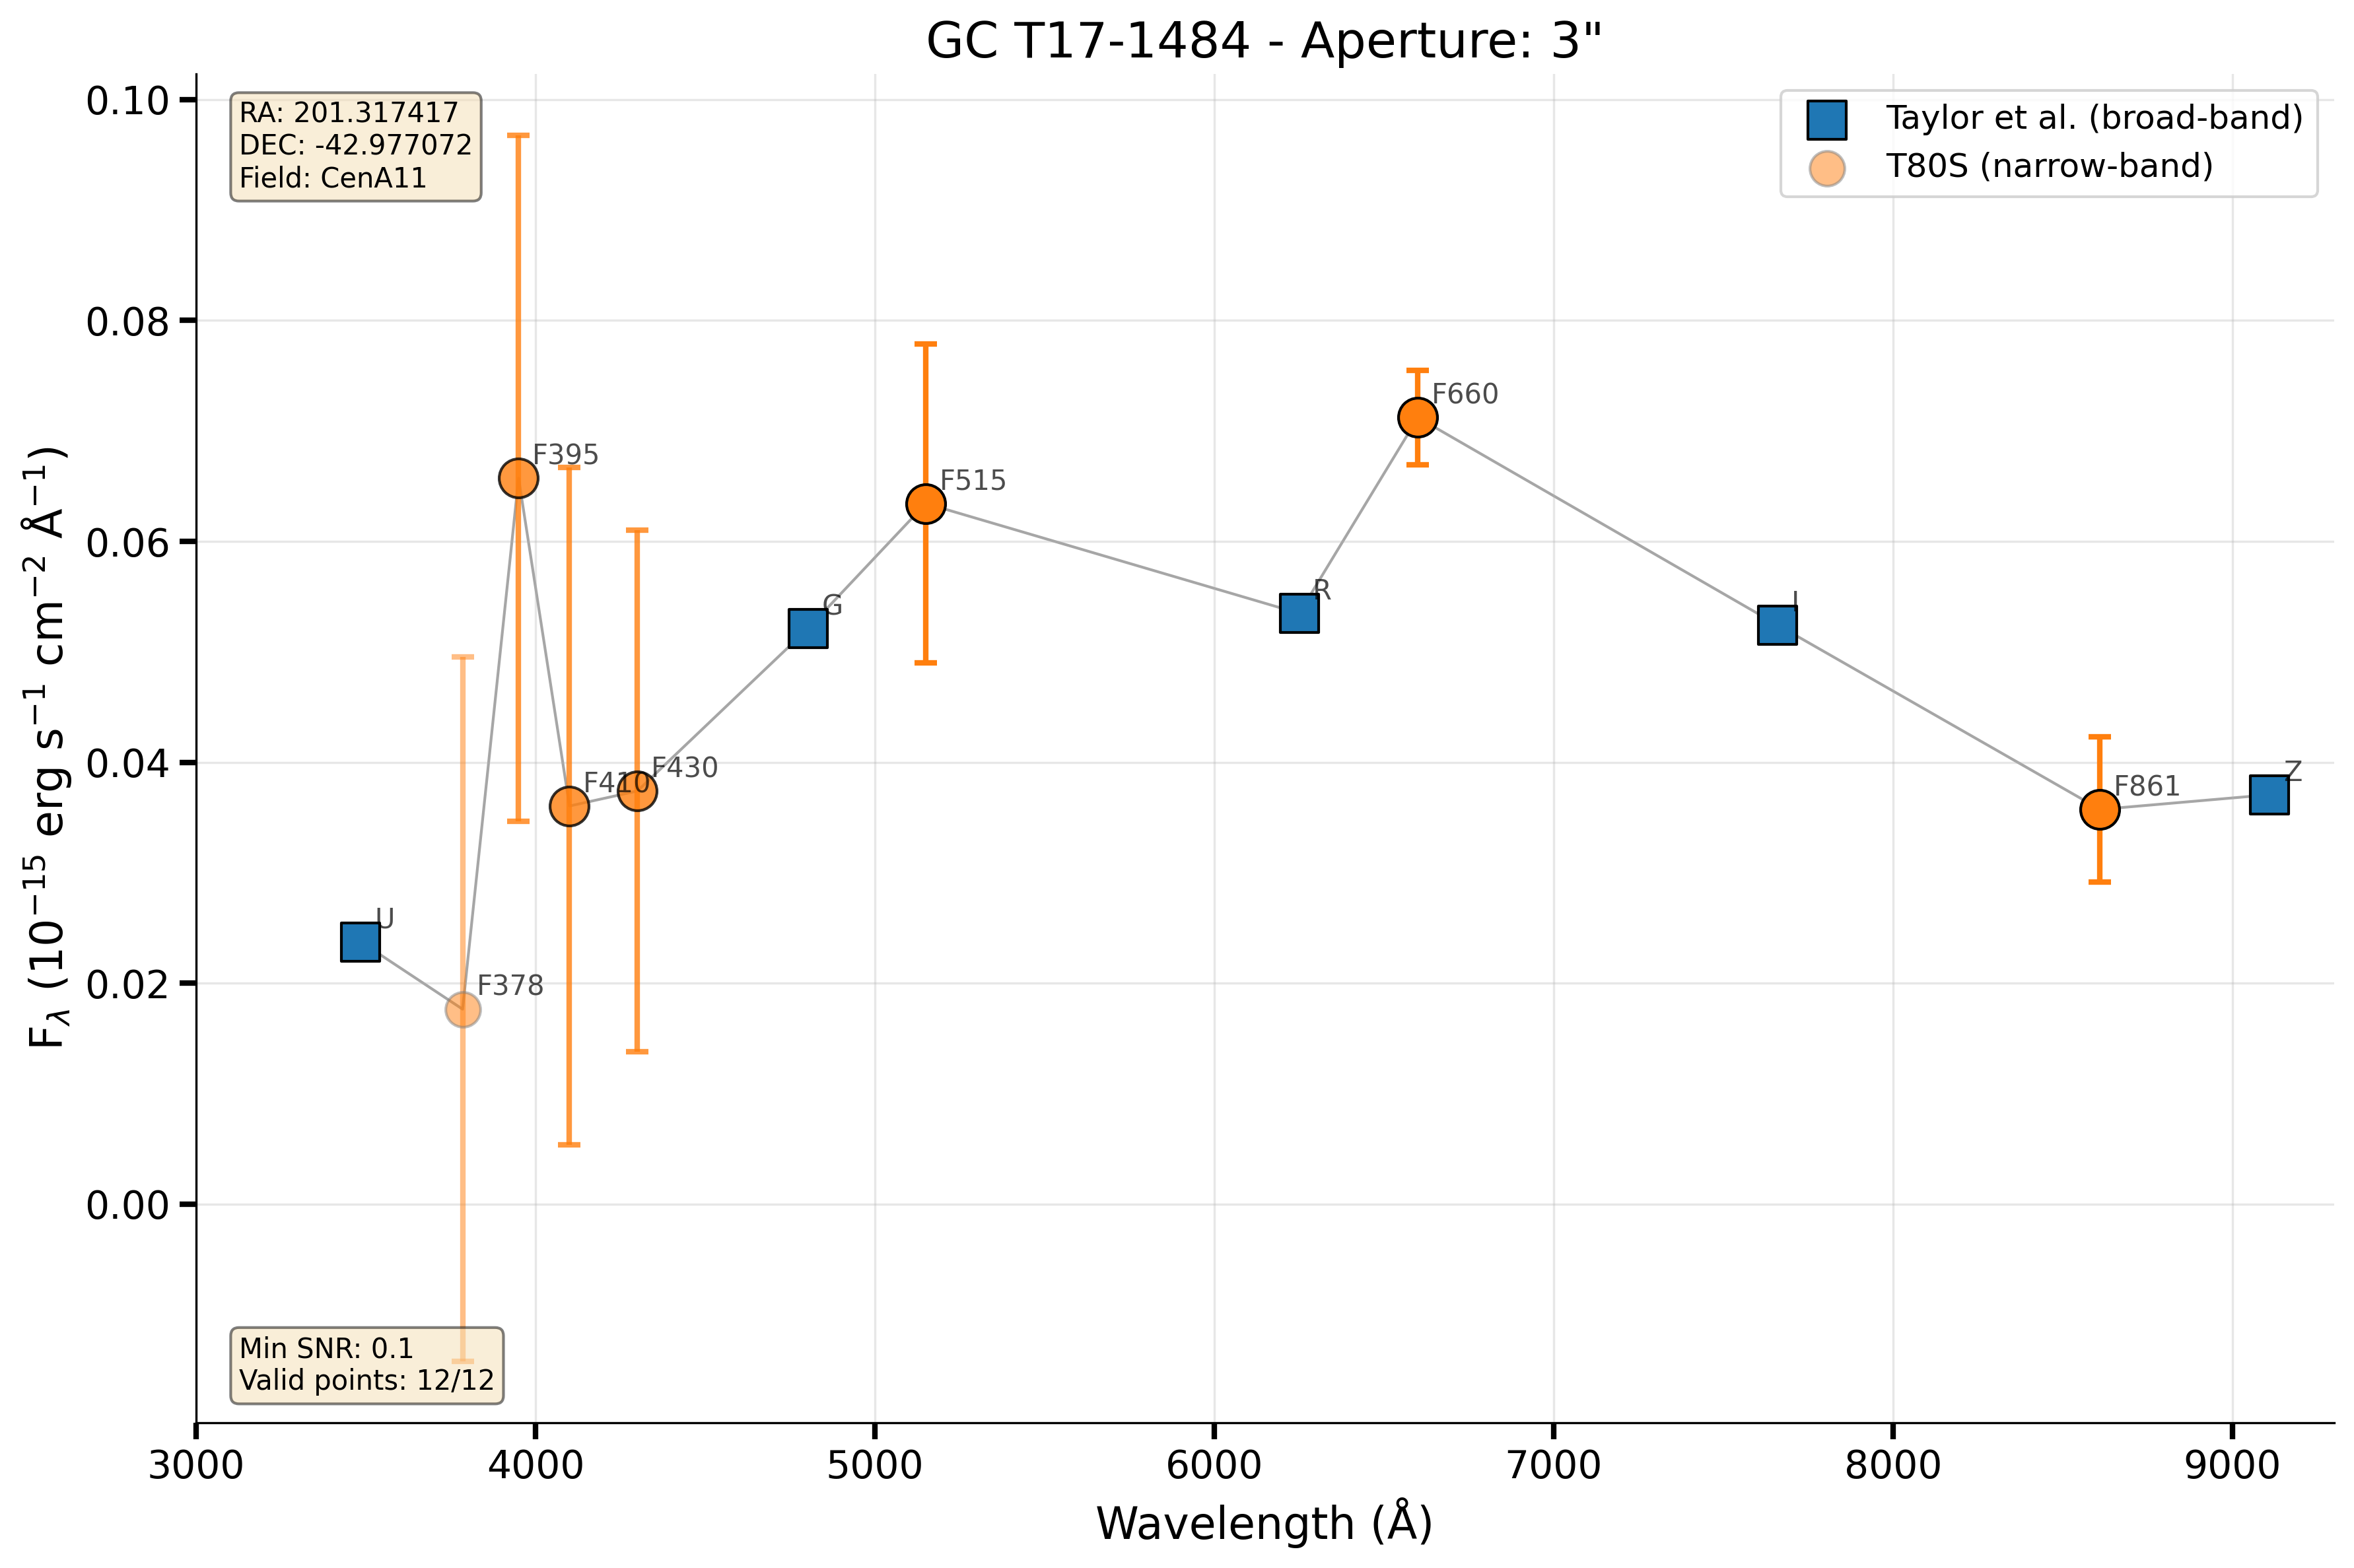 GC T17-1484 - Aperture: 3"
RA: 201.317417
DEC: -42.977072
Field: CenA11
Taylor et al. (broad-band)
T80S (narrow-band)
0.10
0.08
0.06
0.04
0.02
0.00
F$_{λ}$ (10⁻¹⁵ erg s⁻¹ cm⁻² Å⁻¹)
U
F378
F395
F410
F430
G
F515
R
F660
I
F861
Z
Min SNR: 0.1
Valid points: 12/12
3000
4000
5000
6000
7000
8000
9000
Wavelength (Å)